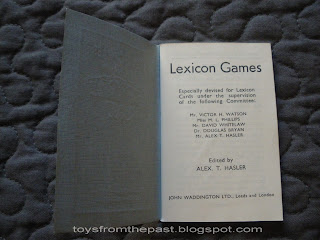 Lexicon Games
Especially devised for Lexicon
Cards under the supervision
of the following Committee:
Mr. VICTOR H. WATSON
Miss M. L. PHILLIPS
Mr. DAVID WHITELAW
Dr. DOUGLAS BRYAN
Mr. ALEX T. HASLER
Edited by
ALEX. T. HASLER
JOHN WADDINGTON LTD., Leeds and London
toysfromthepast.blogspot.com